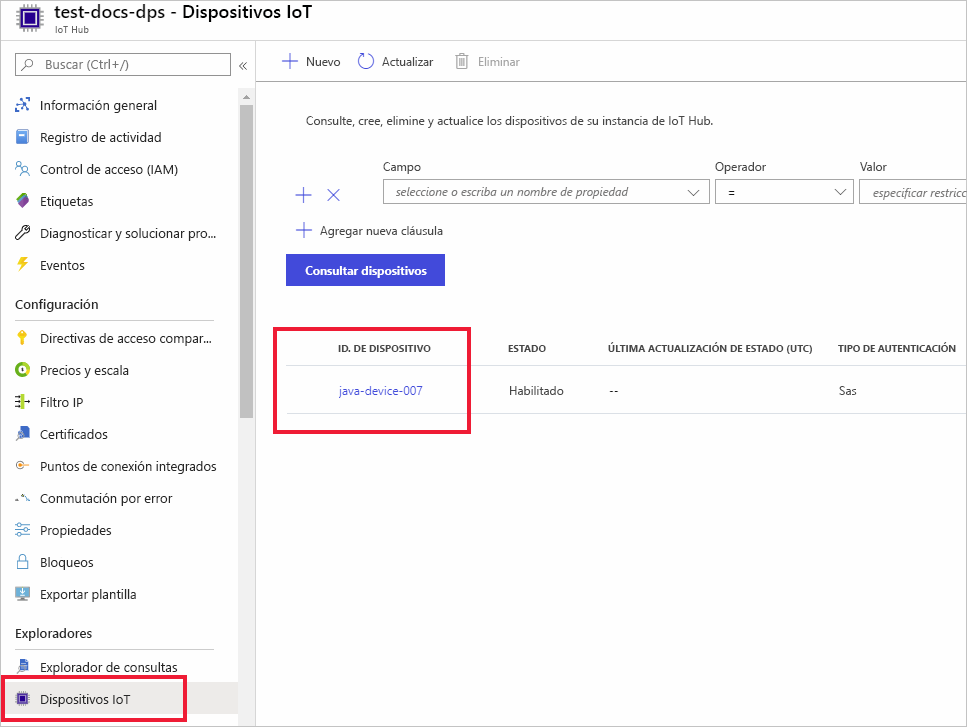 test-docs-dps - Dispositivos IoT
IoT Hub
Buscar (Ctrl+/)
«
Información general
Registro de actividad
Control de acceso (IAM)
Etiquetas
Diagnosticar y solucionar pro...
Eventos
Configuración
Directivas de acceso compar...
Precios y escala
Filtro IP
Certificados
Puntos de conexión integrados
Conmutación por error
Propiedades
Bloqueos
Exportar plantilla
Exploradores
Explorador de consultas
Dispositivos IoT
Nuevo Actualizar Eliminar
Consulte, cree, elimine y actualice los dispositivos de su instancia de IoT Hub.
Campo Operador Valor
seleccione o escriba un nombre de propiedad = especificar restricc
Agregar nueva cláusula
Consultar dispositivos
ID. DE DISPOSITIVO ESTADO ÚLTIMA ACTUALIZACIÓN DE ESTADO (UTC) TIPO DE AUTENTICACIÓN
java-device-007 Habilitado -- Sas